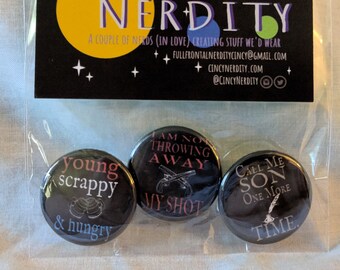 NERDITY
A COUPLE OF NERDS (IN LOVE) CREATING STUFF WE'D WEAR
FULLFRONTALNERDITYCINCY@GMAIL.COM
CINCYNERDITY.COM
@CINCYNERDITY
young
scrappy
& hungry
I AM NOT
THROWING
AWAY
MY SHOT
CALL ME
SON
ONE MORE
TIME